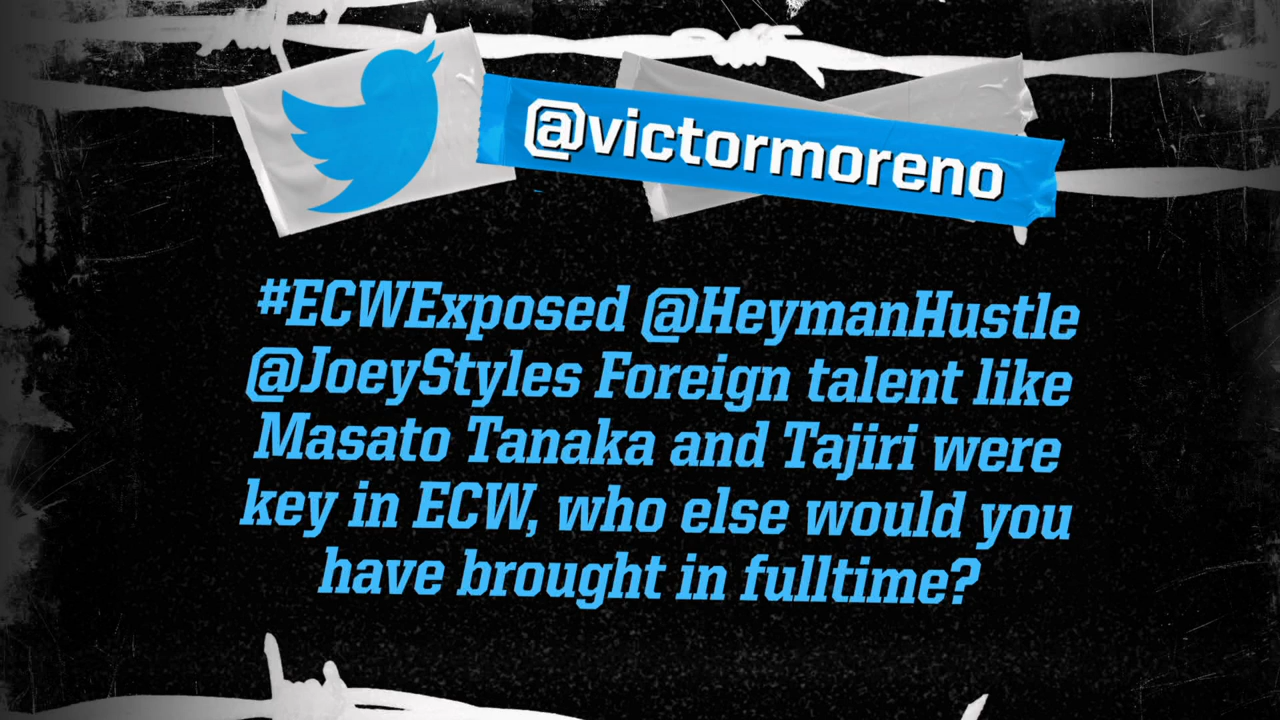 @victormoreno
#ECWExposed @HeymanHustle
@JoeyStyles Foreign talent like
Masato Tanaka and Tajiri were
key in ECW, who else would you
have brought in fulltime?